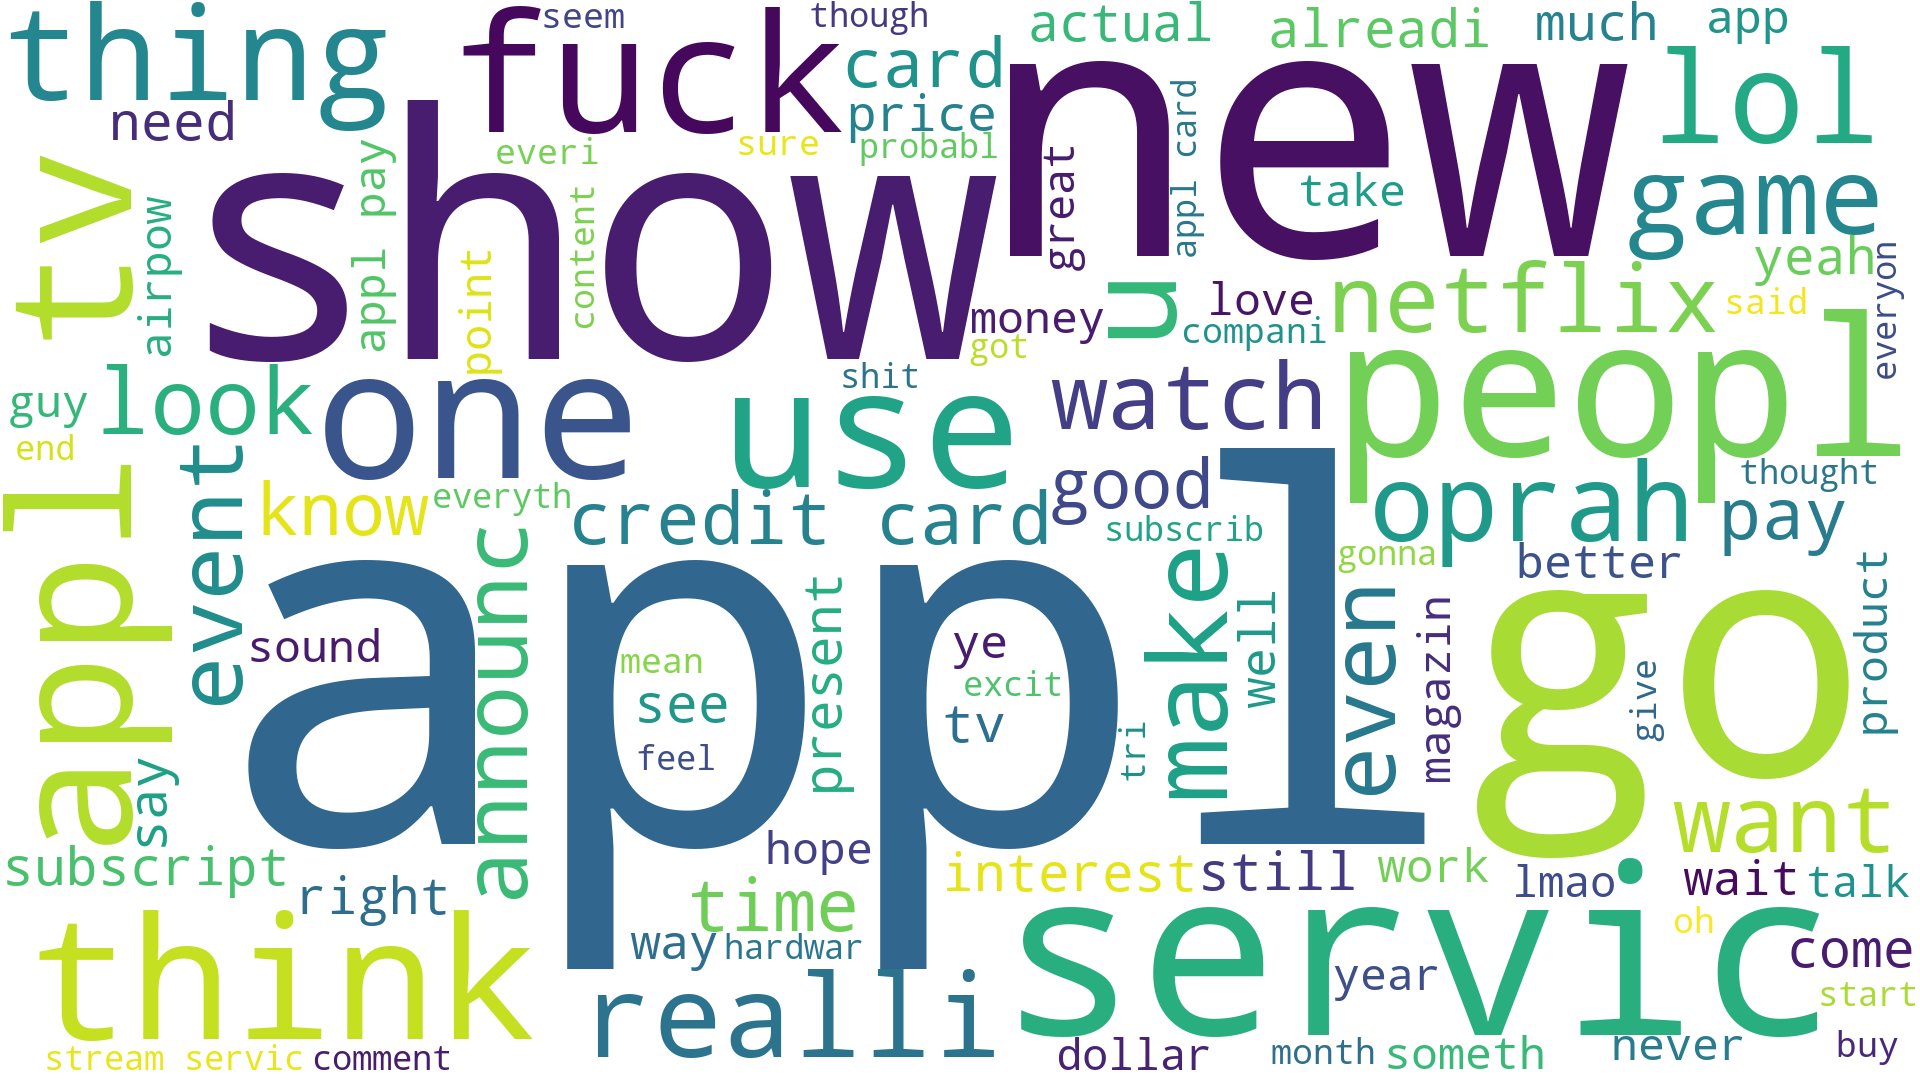 thing
fuck
seem
though
card
actual
alreadi
much
app
lol
need
price
show
new
everi
sure
probabl
appl card
great
take
game
tv
airpow
appl pay
point
content
yeah
everyon
money
love
u
netflix
said
got
compani
peopl
guy
look
one
shit
use
watch
end
event
know
everyth
credit card
good
oprah
thought
pay
subscrib
gonna
better
appl tv
announc
appl
sound
mean
see
feel
present
ye
excit
tv
tri
make
well
even
magazin
go
give
product
say
want
subscript
right
hope
time
interest
still
work
lmao
wait
talk
think
way
hardwar
realli
servic
year
oh
come
start
stream servic
comment
dollar
month
someth
never
buy